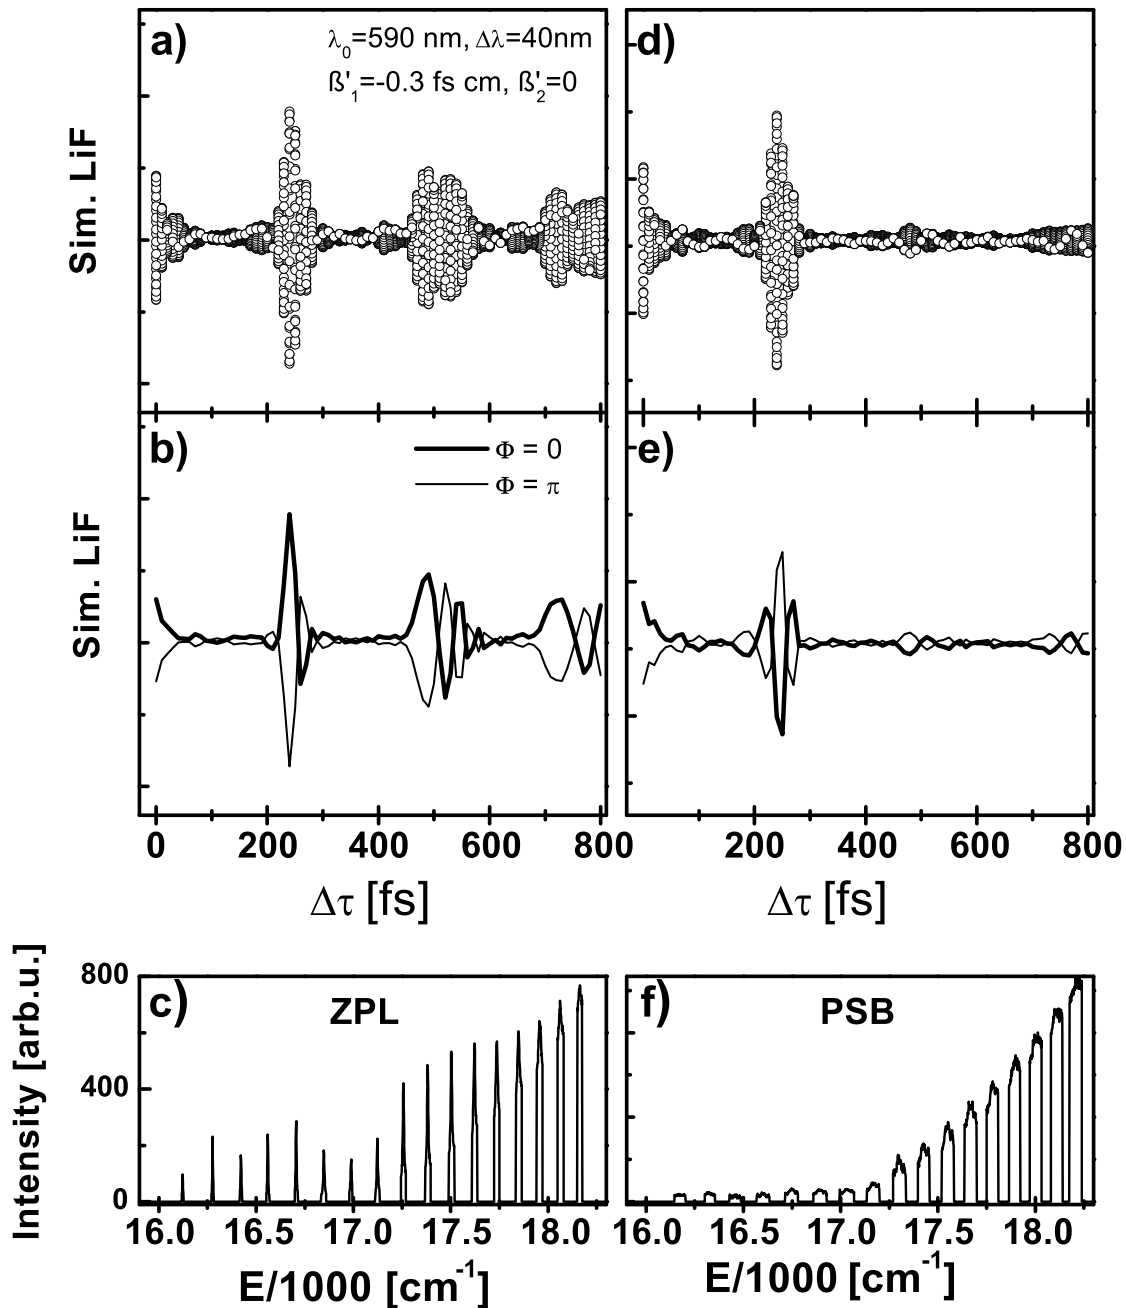 a)
λ₀=590 nm, Δλ=40nm
ß'₁=-0.3 fs cm, ß'₂=0
d)
Sim. LiF
b)
Φ = 0
Φ = π
e)
Sim. LiF
0 200 400 600 800
200 400 600 800
Δτ [fs]
Δτ [fs]
c)
ZPL
f)
PSB
Intensity [arb.u.]
800
400
0
16.0 16.5 17.0 17.5 18.0
16.0 16.5 17.0 17.5 18.0
E/1000 [cm⁻¹]
E/1000 [cm⁻¹]